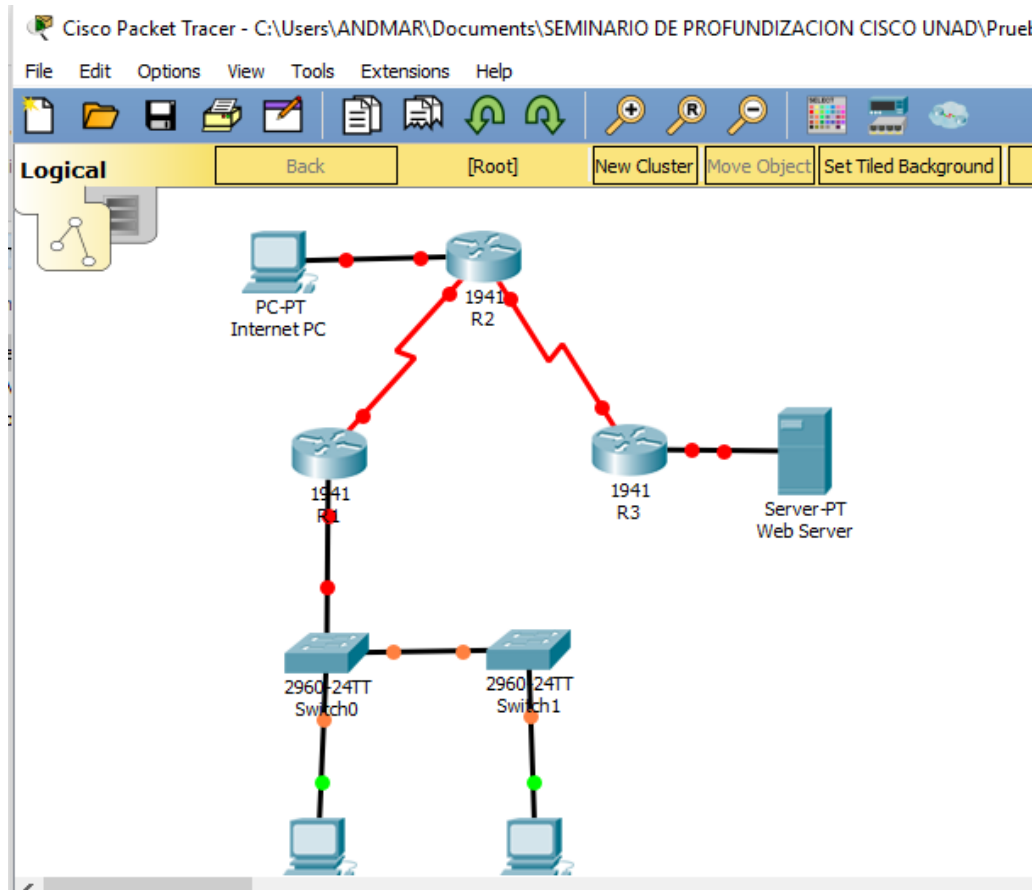 Cisco Packet Tracer - C:\Users\ANDMAR\Documents\SEMINARIO DE PROFUNDIZACION CISCO UNAD\Prueb
File Edit Options View Tools Extensions Help
Logical Back [Root] New Cluster Move Object Set Tiled Background
PC-PT
Internet PC
1941
R2
1941
R1
1941
R3
Server-PT
Web Server
2960-24TT
Switch0
2960-24TT
Switch1